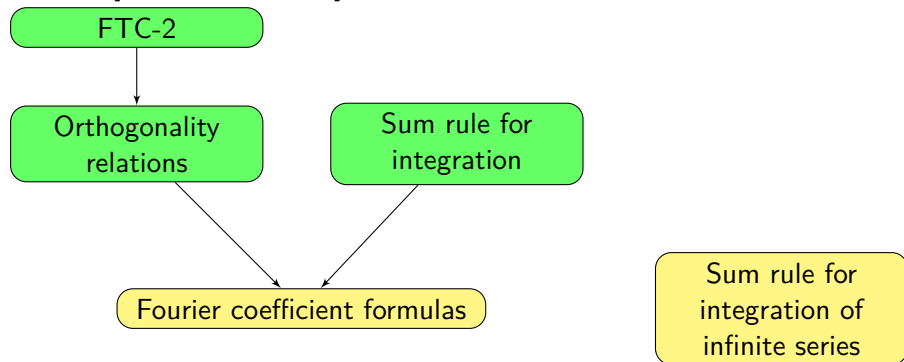 FTC-2
Orthogonality
relations
Sum rule for
integration
Fourier coefficient formulas
Sum rule for
integration of
infinite series